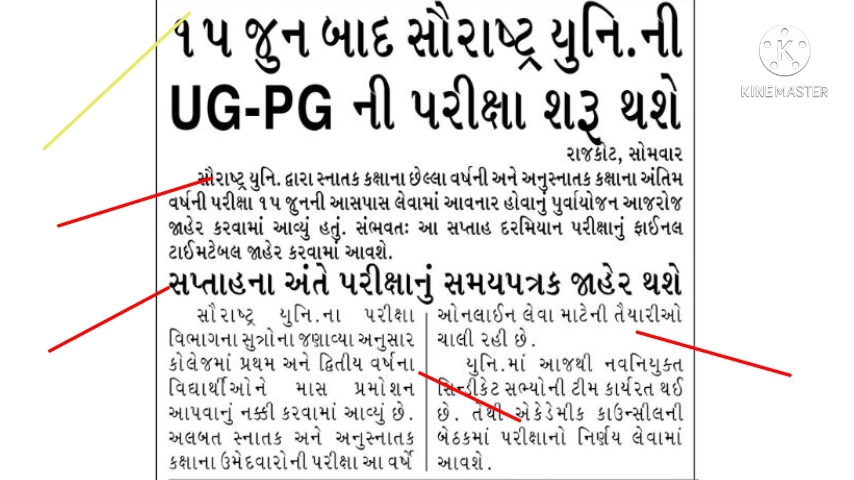 ૧૫ જુન બાદ સૌરાષ્ટ્ર યુનિ.ની
UG-PG ની પરીક્ષા શરૂ થશે
રાજકોટ, સોમવાર
સૌરાષ્ટ્ર યુનિ. દ્વારા સ્નાતક કક્ષાના છેલ્લા વર્ષની અને અનુસ્નાતક કક્ષાના અંતિમ
વર્ષની પરીક્ષા ૧૫ જુનની આસપાસ લેવામાં આવનાર હોવાનું પુર્વાયોજન આજરોજ
જાહેર કરવામાં આવ્યું હતું. સંભવતઃ આ સપ્તાહ દરમિયાન પરીક્ષાનું ફાઈનલ
ટાઈમટેબલ જાહેર કરવામાં આવશે.
સપ્તાહના અંતે પરીક્ષાનું સમયપત્રક જાહેર થશે
સૌરાષ્ટ્ર યુનિ.ના પરીક્ષા
વિભાગના સુત્રોના જણાવ્યા અનુસાર
કોલેજમાં પ્રથમ અને દ્વિતીય વર્ષના
વિદ્યાર્થીઓને માસ પ્રમોશન
આપવાનું નક્કી કરવામાં આવ્યું છે.
અલબત સ્નાતક અને અનુસ્નાતક
કક્ષાના ઉમેદવારોની પરીક્ષા આ વર્ષે
ઓનલાઈન લેવા માટેની તૈયારીઓ
ચાલી રહી છે.
યુનિ.માં આજથી નવનિયુક્ત
સિન્ડીકેટ સભ્યોની ટીમ કાર્યરત થઈ
છે. તેથી એકેડેમીક કાઉન્સીલની
બેઠકમાં પરીક્ષાનો નિર્ણય લેવામાં
આવશે.
K
KINEMASTER